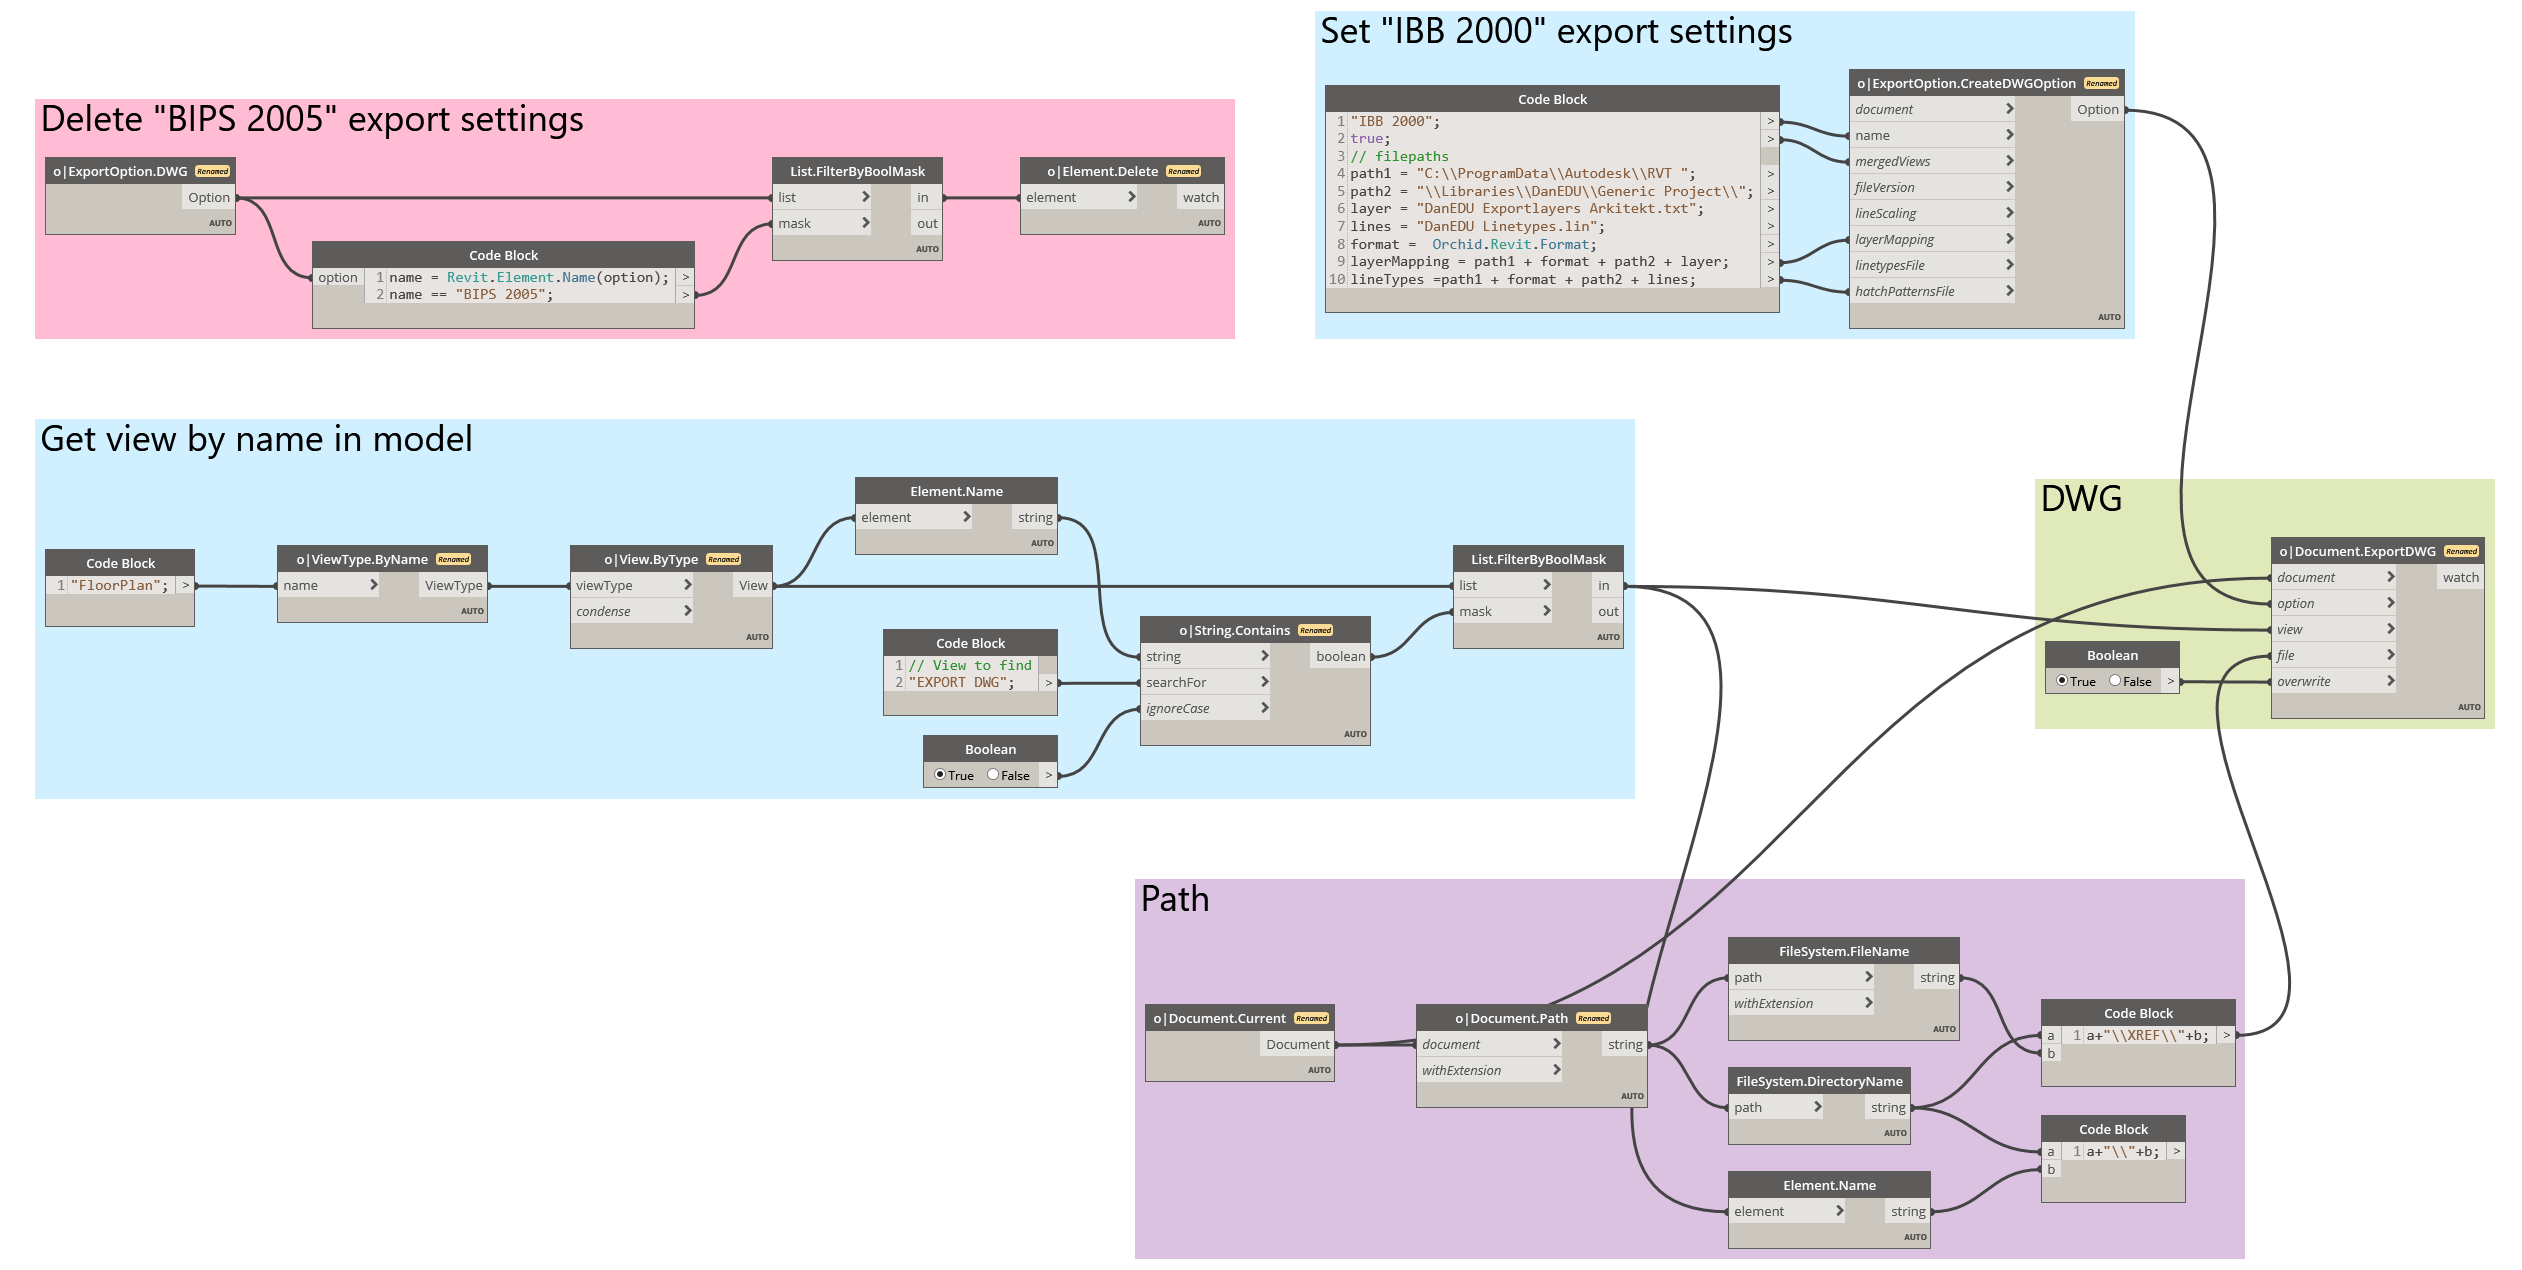 Set "IBB 2000" export settings
Code Block
1 "IBB 2000"; >
2 true; >
3 // filepaths
4 path1 = "C:\\ProgramData\\Autodesk\\RVT "; >
5 path2 = "\\Libraries\\DanEDU\\Generic Project\\"; >
6 layer = "DanEDU Exportlayers Arkitekt.txt"; >
7 lines = "DanEDU Linetypes.lin"; >
8 format =  Orchid.Revit.Format; >
9 layerMapping = path1 + format + path2 + layer; >
10 lineTypes =path1 + format + path2 + lines; >
o|ExportOption.CreateDWGOption Renamed
document Option
name
mergedViews
fileVersion
lineScaling
layerMapping
linetypesFile
hatchPatternsFile
AUTO
Delete "BIPS 2005" export settings
o|ExportOption.DWG Renamed
Option
AUTO
Code Block
option 1 name = Revit.Element.Name(option); >
2 name == "BIPS 2005"; >
List.FilterByBoolMask
list in
mask out
AUTO
o|Element.Delete Renamed
element watch
AUTO
Get view by name in model
Code Block
1 "FloorPlan"; >
o|ViewType.ByName Renamed
name ViewType
AUTO
o|View.ByType Renamed
viewType View
condense
AUTO
Element.Name
element string
AUTO
Code Block
1 // View to find
2 "EXPORT DWG"; >
Boolean
True False >
o|String.Contains Renamed
string boolean
searchFor
ignoreCase
AUTO
List.FilterByBoolMask
list in
mask out
AUTO
DWG
Boolean
True False >
o|Document.ExportDWG Renamed
document watch
option
view
file
overwrite
AUTO
Path
o|Document.Current Renamed
Document
AUTO
o|Document.Path Renamed
document string
withExtension
AUTO
FileSystem.FileName
path string
withExtension
AUTO
FileSystem.DirectoryName
path string
AUTO
Element.Name
element string
AUTO
Code Block
a 1 a+"\\XREF\\"+b; >
b
Code Block
a 1 a+"\\"+b; >
b